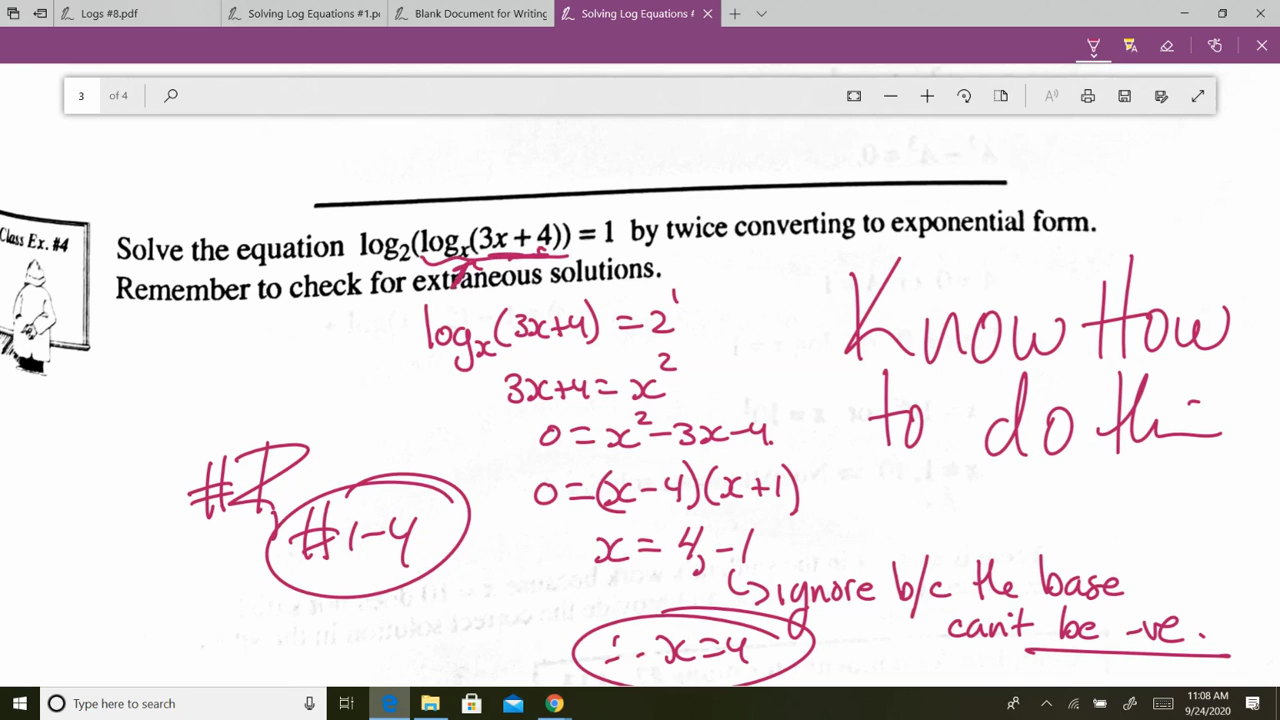 Logs #8.pdf
Solving Log Equations #1.p
Blank Document for Writing
Solving Log Equations #
3 of 4
Class Ex. #4
Solve the equation log₂(logₓ(3x + 4)) = 1 by twice converting to exponential form.
Remember to check for extraneous solutions.
logₓ(3x+4) = 2¹
3x+4 = x²
0 = x² - 3x - 4
0 = (x-4)(x+1)
x = 4, -1
ignore b/c the base
can't be -ve.
∴ x = 4
Know How
to do this
#1-4
Type here to search
11:08 AM
9/24/2020